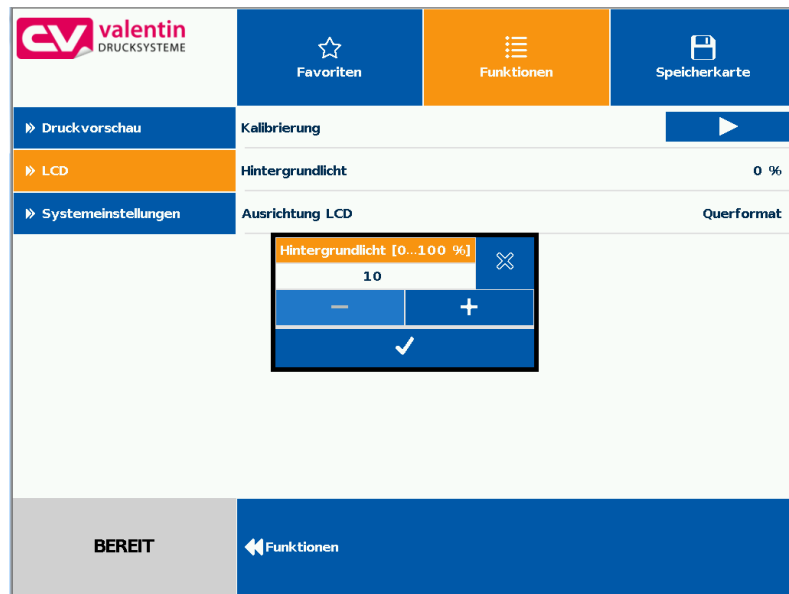 valentin
DRUCKSYSTEME
Favoriten
Funktionen
Speicherkarte
Druckvorschau
Kalibrierung
LCD
Hintergrundlicht
0 %
Systemeinstellungen
Ausrichtung LCD
Querformat
Hintergrundlicht [0...100 %]
10
BEREIT
Funktionen